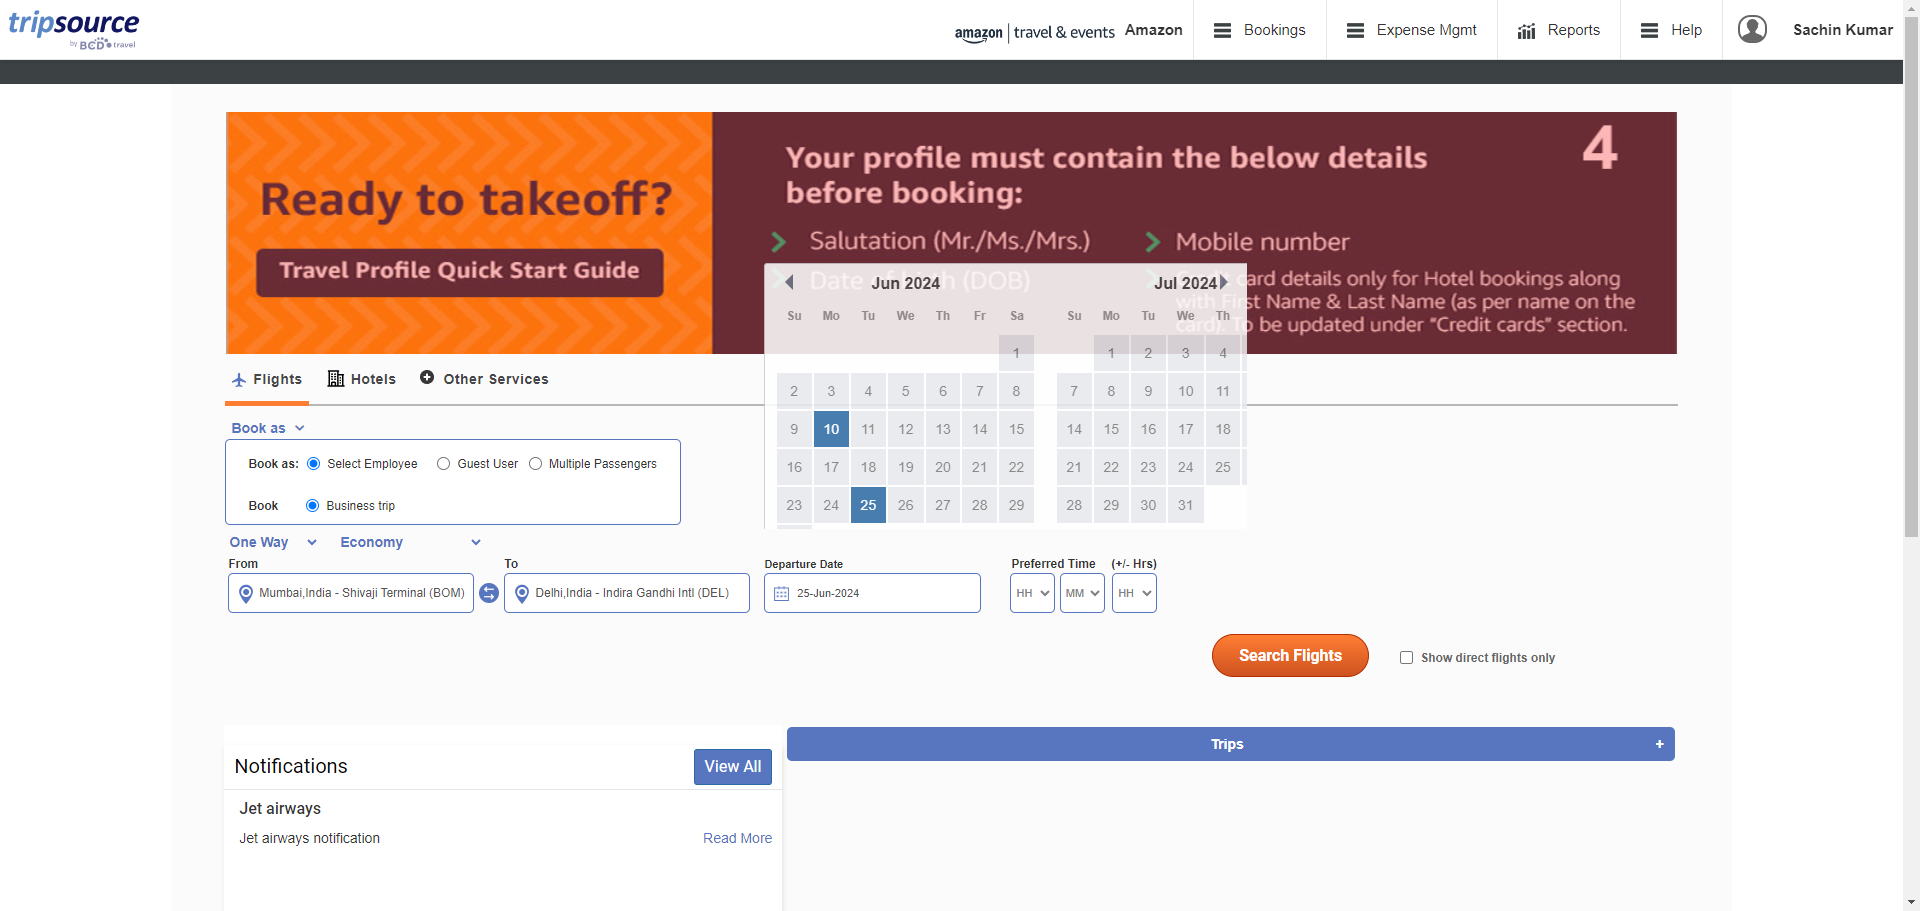 tripsource
by BCD travel
amazon | travel & events
Amazon
Bookings
Expense Mgmt
Reports
Help
Sachin Kumar
Ready to takeoff?
Travel Profile Quick Start Guide
Your profile must contain the below details
before booking:
4
Salutation (Mr./Ms./Mrs.)
Mobile number
Date of birth (DOB)
Credit card details only for Hotel bookings along
with First Name & Last Name (as per name on the
card). To be updated under “Credit cards” section.
Jun 2024
Su Mo Tu We Th Fr Sa
1
2 3 4 5 6 7 8
9 10 11 12 13 14 15
16 17 18 19 20 21 22
23 24 25 26 27 28 29
Jul 2024
Su Mo Tu We Th
1 2 3 4
7 8 9 10 11
14 15 16 17 18
21 22 23 24 25
28 29 30 31
Flights
Hotels
Other Services
Book as
Book as: Select Employee Guest User Multiple Passengers
Book Business trip
One Way Economy
From
To
Departure Date
Preferred Time
(+/- Hrs)
Mumbai,India - Shivaji Terminal (BOM)
Delhi,India - Indira Gandhi Intl (DEL)
25-Jun-2024
HH
MM
HH
Search Flights
Show direct flights only
Notifications
View All
Trips
+
Jet airways
Jet airways notification
Read More